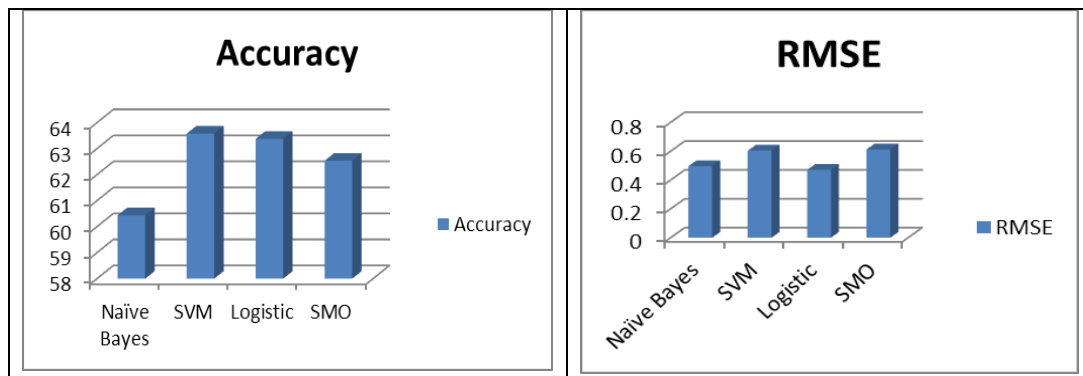 Accuracy
64
63
62
61
60
59
58
Naïve Bayes
SVM
Logistic
SMO
Accuracy
RMSE
0.8
0.6
0.4
0.2
0
Naïve Bayes
SVM
Logistic
SMO
RMSE